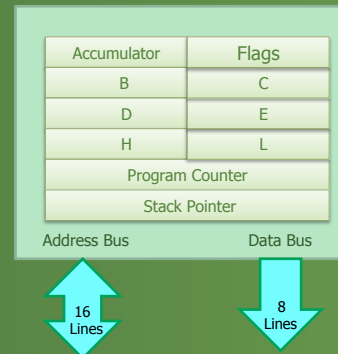 Accumulator Flags
B C
D E
H L
Program Counter
Stack Pointer
Address Bus Data Bus
16 8
Lines Lines